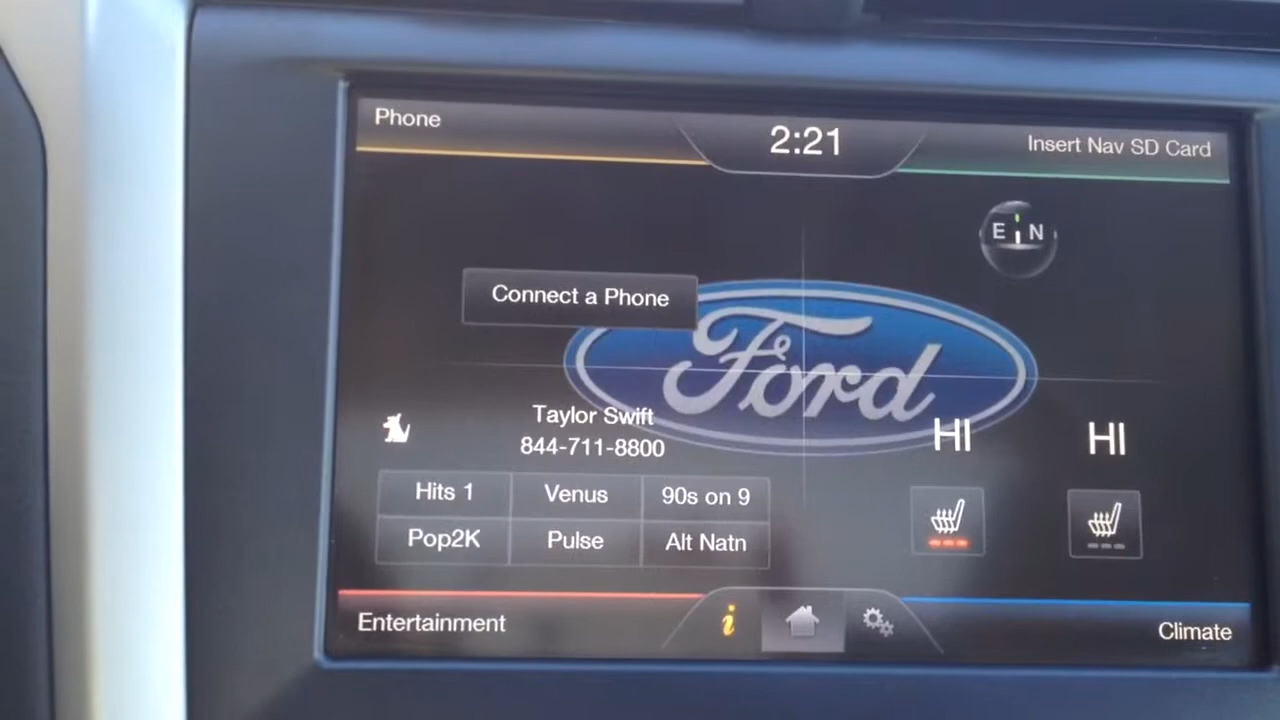 Phone
2:21
Insert Nav SD Card
E N
Connect a Phone
Ford
Taylor Swift
844-711-8800
HI
HI
Hits 1
Venus
90s on 9
Pop2K
Pulse
Alt Natn
Entertainment
i
Climate